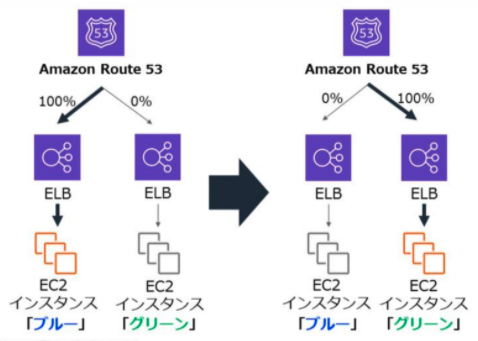 53
Amazon Route 53
100%
0%
ELB
ELB
EC2
インスタンス
「ブルー」
EC2
インスタンス
「グリーン」
53
Amazon Route 53
0%
100%
ELB
ELB
EC2
インスタンス
「ブルー」
EC2
インスタンス
「グリーン」